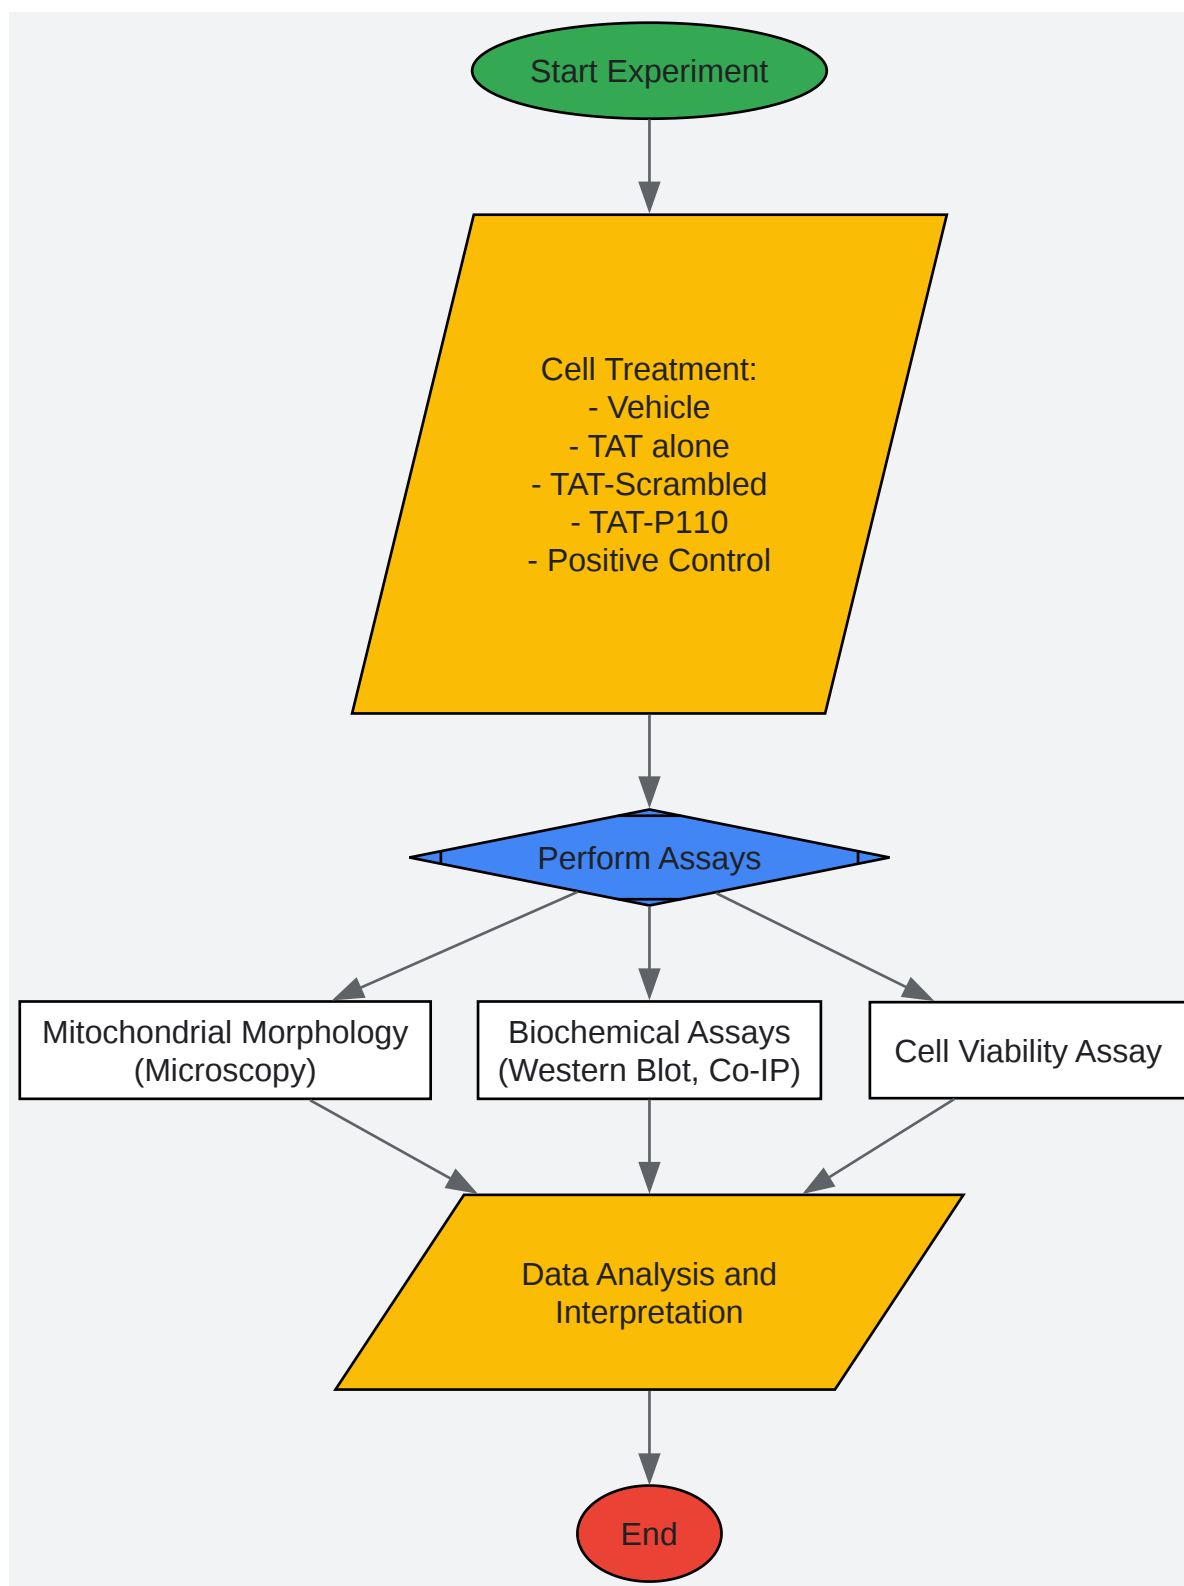 Start Experiment
Cell Treatment:
- Vehicle
- TAT alone
- TAT-Scrambled
- TAT-P110
- Positive Control
Perform Assays
Mitochondrial Morphology
(Microscopy)
Biochemical Assays
(Western Blot, Co-IP)
Cell Viability Assay
Data Analysis and
Interpretation
End